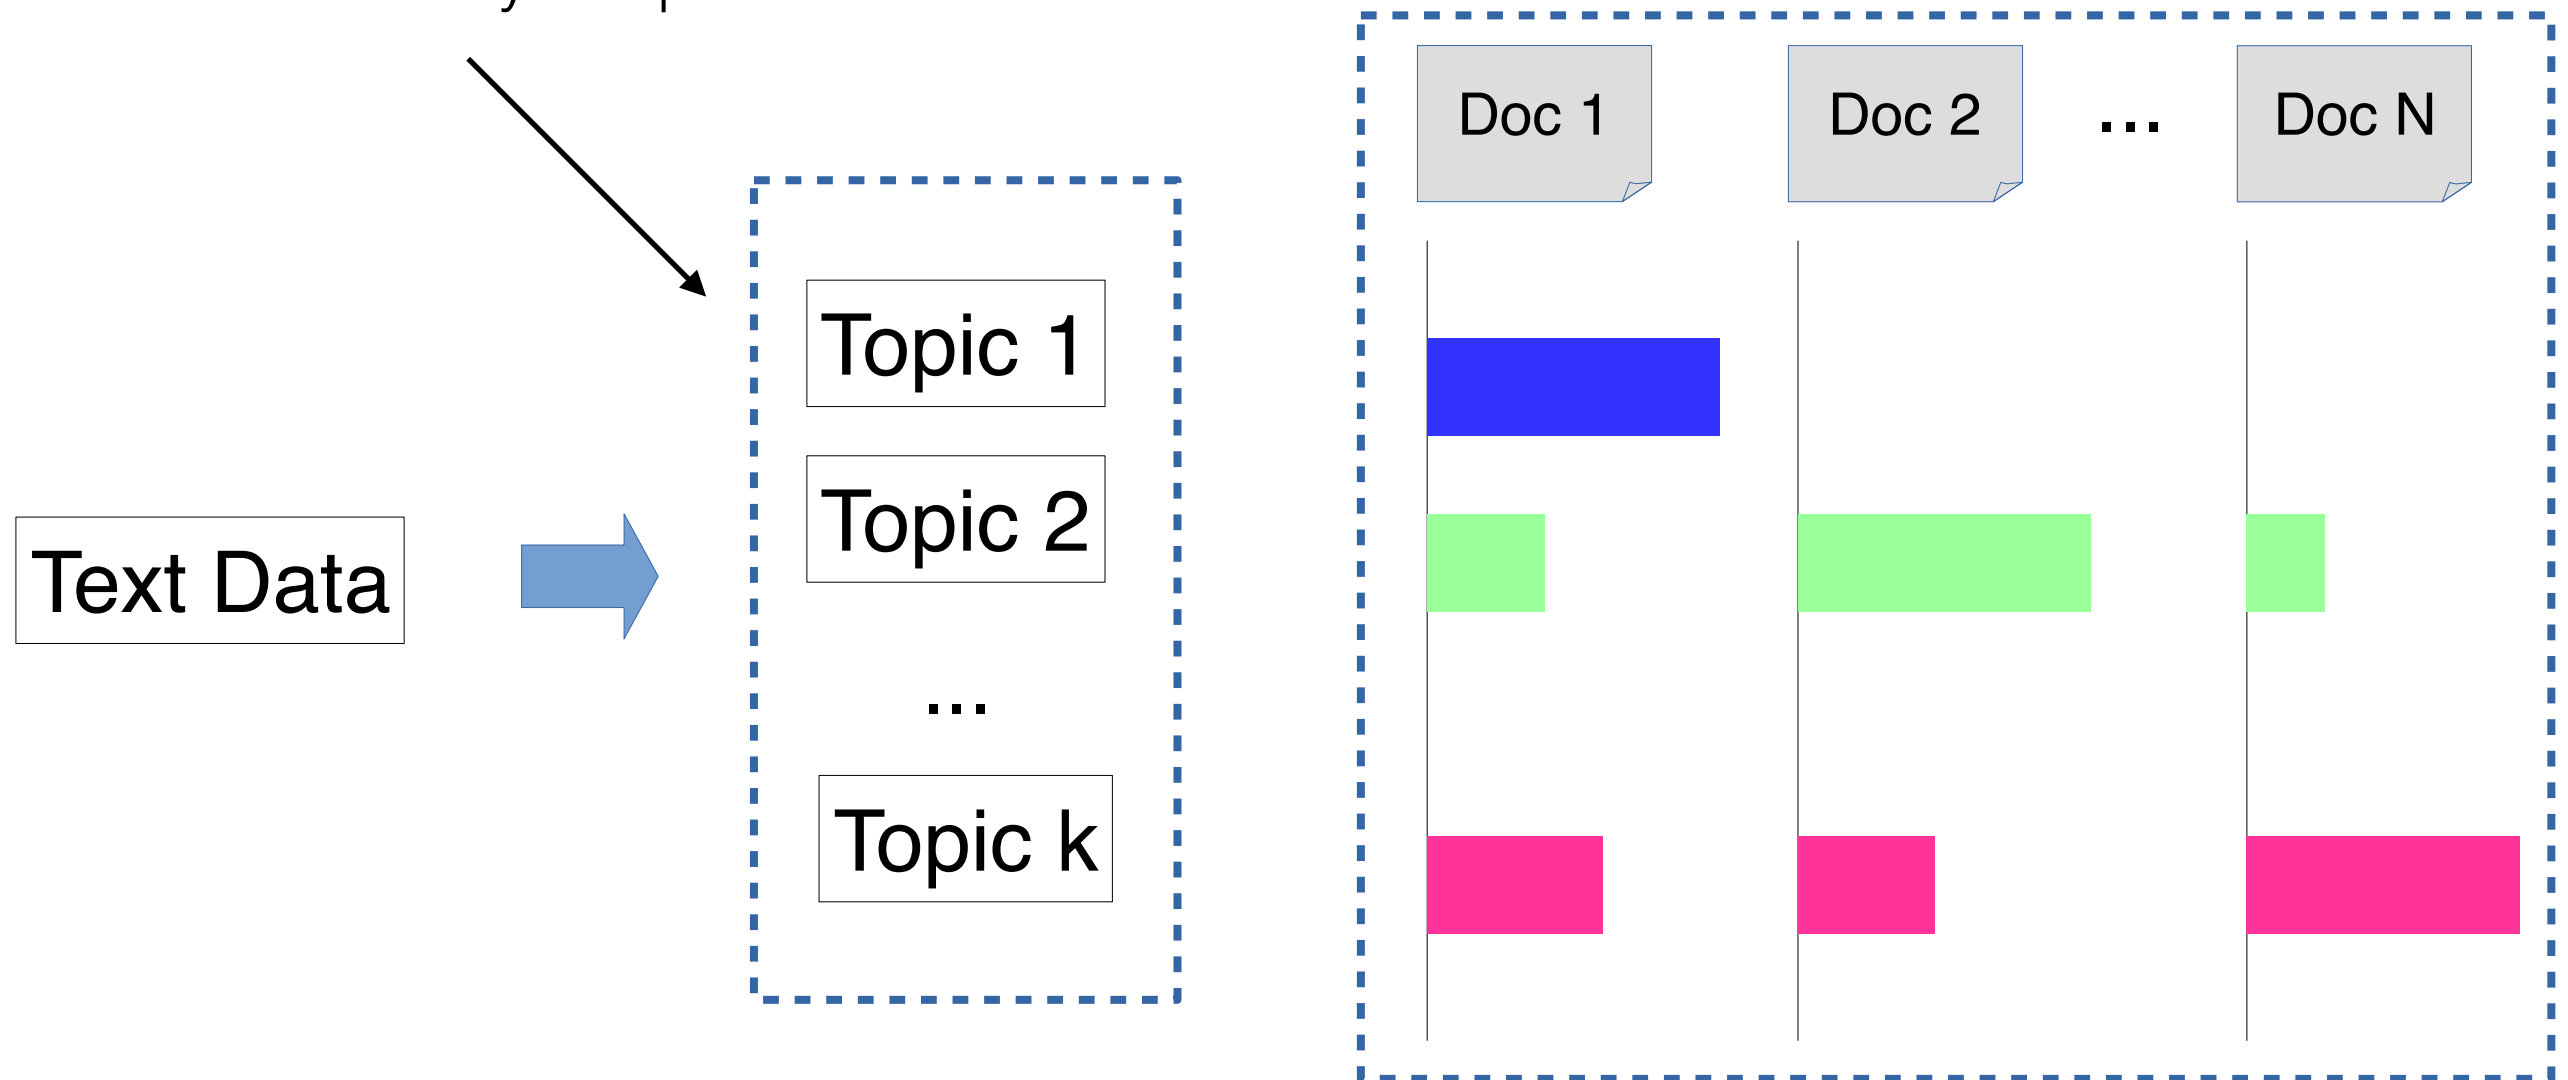 Doc 1
Doc 2
...
Doc N
Topic 1
Topic 2
Text Data
...
Topic k